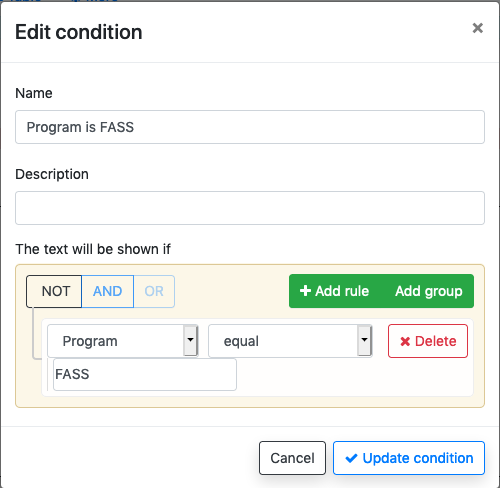 Edit condition ×
Name
Program is FASS
Description
The text will be shown if
NOT AND OR Add rule Add group
Program equal Delete
FASS
Cancel Update condition